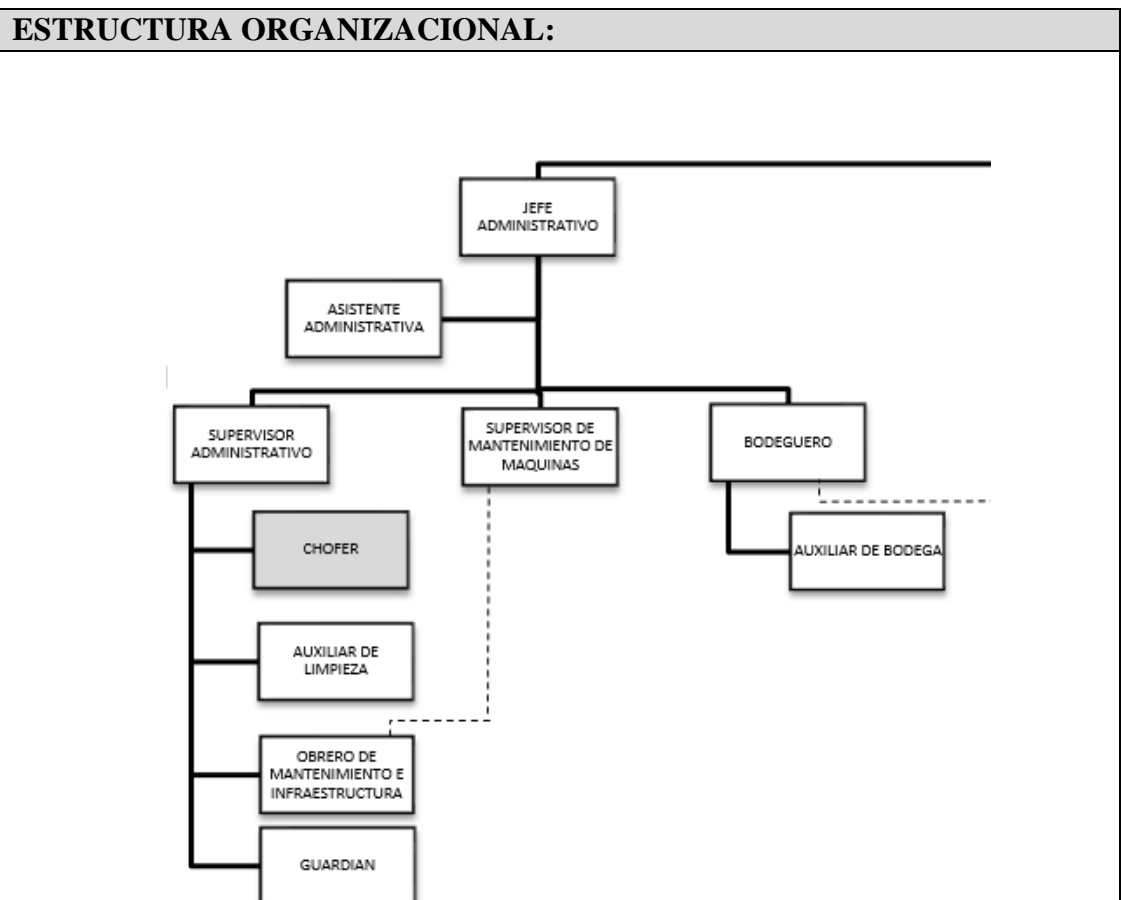 ESTRUCTURA ORGANIZACIONAL:
JEFE
ADMINISTRATIVO
ASISTENTE
ADMINISTRATIVA
SUPERVISOR
ADMINISTRATIVO
SUPERVISOR DE
MANTENIMIENTO DE
MAQUINAS
BODEGUERO
CHOFER
AUXILIAR DE BODEGA
AUXILIAR DE
LIMPIEZA
OBRERO DE
MANTENIMIENTO E
INFRAESTRUCTURA
GUARDIAN